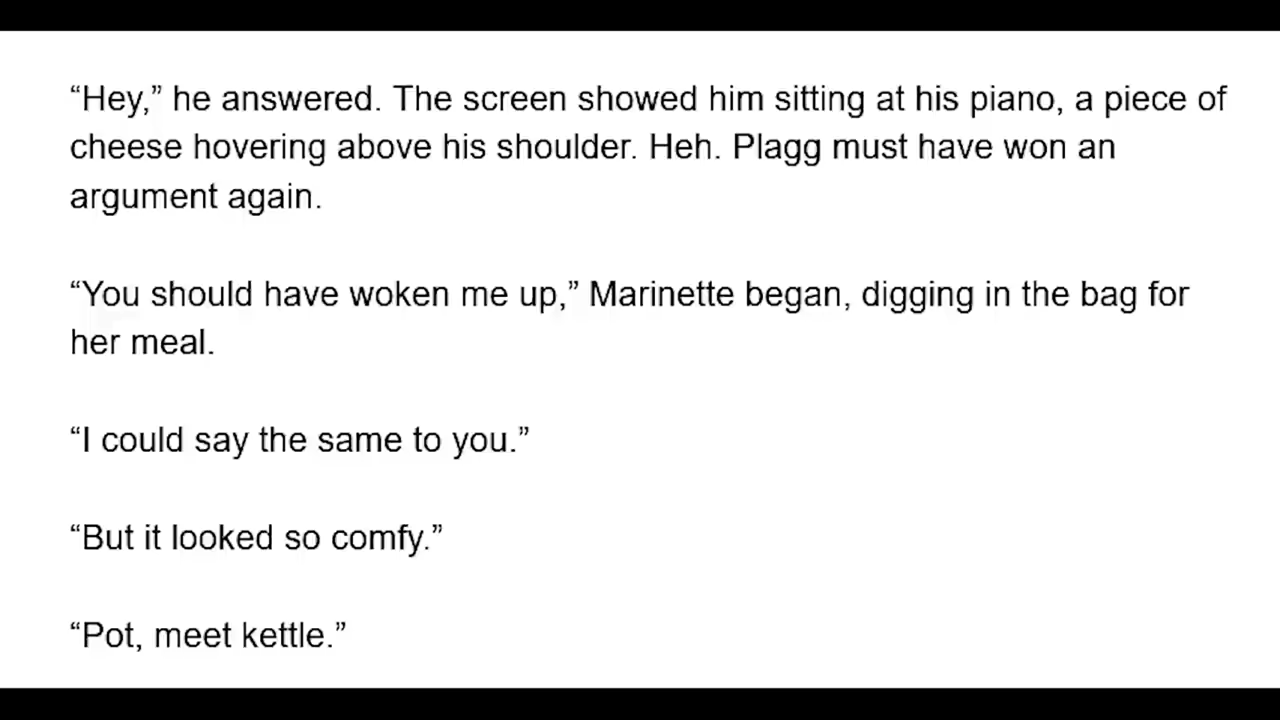 “Hey,” he answered. The screen showed him sitting at his piano, a piece of
cheese hovering above his shoulder. Heh. Plagg must have won an
argument again.
“You should have woken me up,” Marinette began, digging in the bag for
her meal.
“I could say the same to you.”
“But it looked so comfy.”
“Pot, meet kettle.”